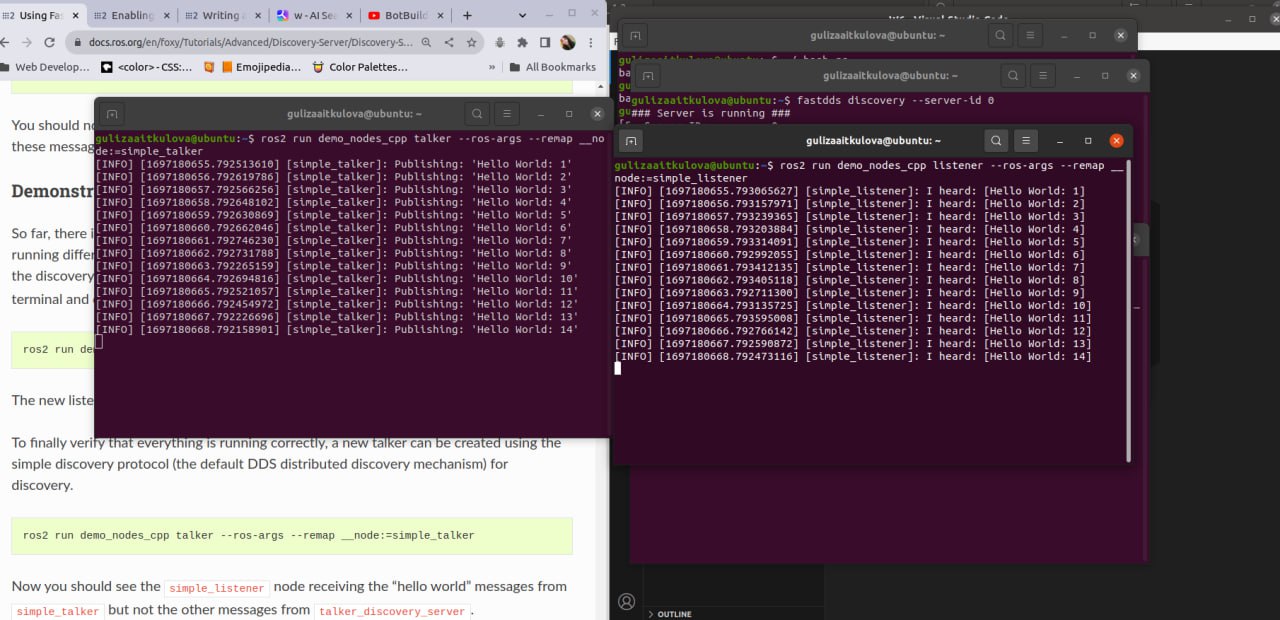 Using Fas
Enabling
Writing a
w - AI Sea
BotBuild
docs.ros.org/en/foxy/Tutorials/Advanced/Discovery-Server/Discovery-S...
Web Develop...
<color> - CSS:...
Emojipedia...
Color Palettes...
»
All Bookmarks
You should no
these messag
Demonstr
So far, there i
running differ
the discovery
terminal and
ros2 run de
The new liste
To finally verify that everything is running correctly, a new talker can be created using the
simple discovery protocol (the default DDS distributed discovery mechanism) for
discovery.
ros2 run demo_nodes_cpp talker --ros-args --remap __node:=simple_talker
Now you should see the simple_listener node receiving the “hello world” messages from
simple_talker but not the other messages from talker_discovery_server.
gulizaaitkulova@ubuntu: ~
gulizaaitkulova@ubuntu:~$ ros2 run demo_nodes_cpp talker --ros-args --remap __no
de:=simple_talker
[INFO] [1697180655.792513610] [simple_talker]: Publishing: 'Hello World: 1'
[INFO] [1697180656.792619786] [simple_talker]: Publishing: 'Hello World: 2'
[INFO] [1697180657.792566256] [simple_talker]: Publishing: 'Hello World: 3'
[INFO] [1697180658.792648102] [simple_talker]: Publishing: 'Hello World: 4'
[INFO] [1697180659.792630869] [simple_talker]: Publishing: 'Hello World: 5'
[INFO] [1697180660.792662046] [simple_talker]: Publishing: 'Hello World: 6'
[INFO] [1697180661.792746230] [simple_talker]: Publishing: 'Hello World: 7'
[INFO] [1697180662.792731788] [simple_talker]: Publishing: 'Hello World: 8'
[INFO] [1697180663.792265159] [simple_talker]: Publishing: 'Hello World: 9'
[INFO] [1697180664.792694816] [simple_talker]: Publishing: 'Hello World: 10'
[INFO] [1697180665.792521057] [simple_talker]: Publishing: 'Hello World: 11'
[INFO] [1697180666.792454972] [simple_talker]: Publishing: 'Hello World: 12'
[INFO] [1697180667.792226696] [simple_talker]: Publishing: 'Hello World: 13'
[INFO] [1697180668.792158901] [simple_talker]: Publishing: 'Hello World: 14'
gulizaaitkulova@ubuntu: ~
gulizaaitkulova@ubuntu: ~
gulizaaitkulova@ubuntu:~$ fastdds discovery --server-id 0
### Server is running ###
gulizaaitkulova@ubuntu: ~
gulizaaitkulova@ubuntu:~$ ros2 run demo_nodes_cpp listener --ros-args --remap __
node:=simple_listener
[INFO] [1697180655.793065627] [simple_listener]: I heard: [Hello World: 1]
[INFO] [1697180656.793157971] [simple_listener]: I heard: [Hello World: 2]
[INFO] [1697180657.793239365] [simple_listener]: I heard: [Hello World: 3]
[INFO] [1697180658.793203884] [simple_listener]: I heard: [Hello World: 4]
[INFO] [1697180659.793314091] [simple_listener]: I heard: [Hello World: 5]
[INFO] [1697180660.792992055] [simple_listener]: I heard: [Hello World: 6]
[INFO] [1697180661.793412135] [simple_listener]: I heard: [Hello World: 7]
[INFO] [1697180662.793405118] [simple_listener]: I heard: [Hello World: 8]
[INFO] [1697180663.792711300] [simple_listener]: I heard: [Hello World: 9]
[INFO] [1697180664.793135725] [simple_listener]: I heard: [Hello World: 10]
[INFO] [1697180665.793595008] [simple_listener]: I heard: [Hello World: 11]
[INFO] [1697180666.792766142] [simple_listener]: I heard: [Hello World: 12]
[INFO] [1697180667.792590872] [simple_listener]: I heard: [Hello World: 13]
[INFO] [1697180668.792473116] [simple_listener]: I heard: [Hello World: 14]
OUTLINE